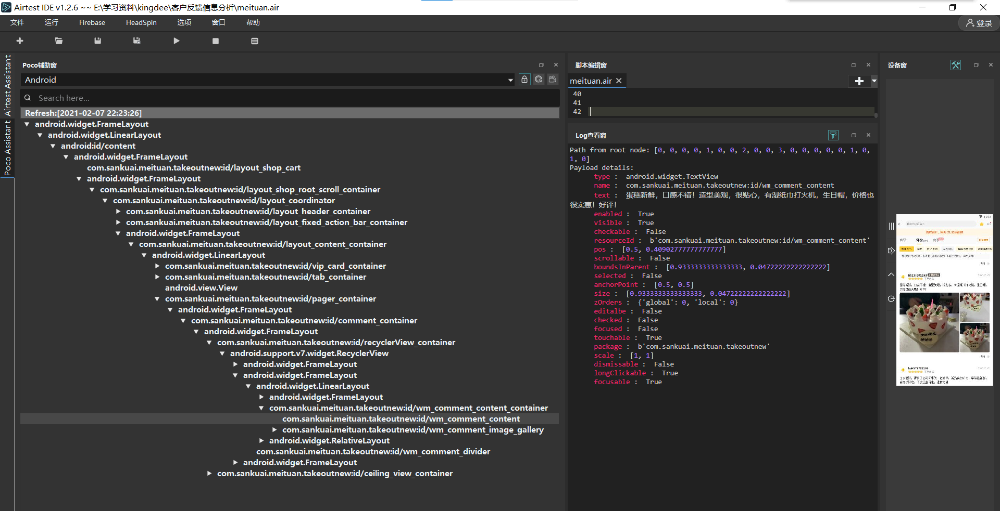 Airtest IDE v1.2.6 ~~ E:\学习资料\kingdee\客户反馈信息分析\meituan.air
文件 运行 Firebase HeadSpin 选项 窗口 帮助
登录
Airtest Assistant
Poco Assistant
Poco辅助窗
Android
Search here...
Refresh:[2021-02-07 22:23:26]
android.widget.FrameLayout
android.widget.LinearLayout
android:id/content
android.widget.FrameLayout
com.sankuai.meituan.takeoutnew:id/layout_shop_cart
android.widget.FrameLayout
com.sankuai.meituan.takeoutnew:id/layout_shop_root_scroll_container
com.sankuai.meituan.takeoutnew:id/layout_coordinator
com.sankuai.meituan.takeoutnew:id/layout_header_container
com.sankuai.meituan.takeoutnew:id/layout_fixed_action_bar_container
android.widget.FrameLayout
com.sankuai.meituan.takeoutnew:id/layout_content_container
android.widget.LinearLayout
com.sankuai.meituan.takeoutnew:id/vip_card_container
com.sankuai.meituan.takeoutnew:id/tab_container
android.view.View
com.sankuai.meituan.takeoutnew:id/pager_container
android.widget.FrameLayout
com.sankuai.meituan.takeoutnew:id/comment_container
android.widget.FrameLayout
com.sankuai.meituan.takeoutnew:id/recyclerView_container
android.support.v7.widget.RecyclerView
android.widget.FrameLayout
android.widget.FrameLayout
android.widget.LinearLayout
android.widget.FrameLayout
com.sankuai.meituan.takeoutnew:id/wm_comment_content_container
com.sankuai.meituan.takeoutnew:id/wm_comment_content
com.sankuai.meituan.takeoutnew:id/wm_comment_image_gallery
android.widget.RelativeLayout
com.sankuai.meituan.takeoutnew:id/wm_comment_divider
android.widget.FrameLayout
com.sankuai.meituan.takeoutnew:id/ceiling_view_container
脚本编辑窗
meituan.air
40
41
42
Log查看窗
Path from root node: [0, 0, 0, 0, 1, 0, 0, 2, 0, 0, 3, 0, 0, 0, 0, 0, 1, 0,
1, 0]
Payload details:
type : android.widget.TextView
name : com.sankuai.meituan.takeoutnew:id/wm_comment_content
text : 蛋糕新鲜，口感不错！造型美观，很贴心，有湿纸巾打火机，生日帽，价格也
很实惠！好评！
enabled : True
visible : True
checkable : False
resourceId : b'com.sankuai.meituan.takeoutnew:id/wm_comment_content'
pos : [0.5, 0.40902777777777777]
scrollable : False
boundsInParent : [0.9333333333333333, 0.04722222222222222]
selected : False
anchorPoint : [0.5, 0.5]
size : [0.9333333333333333, 0.04722222222222222]
zOrders : {'global': 0, 'local': 0}
editalbe : False
checked : False
focused : False
touchable : True
package : b'com.sankuai.meituan.takeoutnew'
scale : [1, 1]
dismissable : False
longClickable : True
focusable : True
设备窗